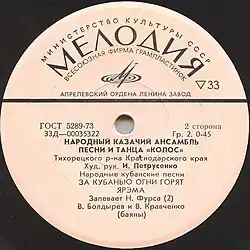 МИНИСТЕРСТВО КУЛЬТУРЫ СССР
МЕЛОДИЯ
ВСЕСОЮЗНАЯ ФИРМА ГРАМПЛАСТИНОК
▽33
АПРЕЛЕВСКИЙ ОРДЕНА ЛЕНИНА ЗАВОД
ГОСТ 5289-73
33Д—00035322
2 сторона
Гр. 2. 0-45
НАРОДНЫЙ КАЗАЧИЙ АНСАМБЛЬ
ПЕСНИ И ТАНЦА «КОЛОС»
Тихорецкого р-на Краснодарского края
Худ. рук. И. Петрусенко
Народные кубанские песни
ЗА КУБАНЬЮ ОГНИ ГОРЯТ
ЯРЭМА
Запевает Н. Фурса (2)
В. Болдырев и В. Кравченко
(баяны)